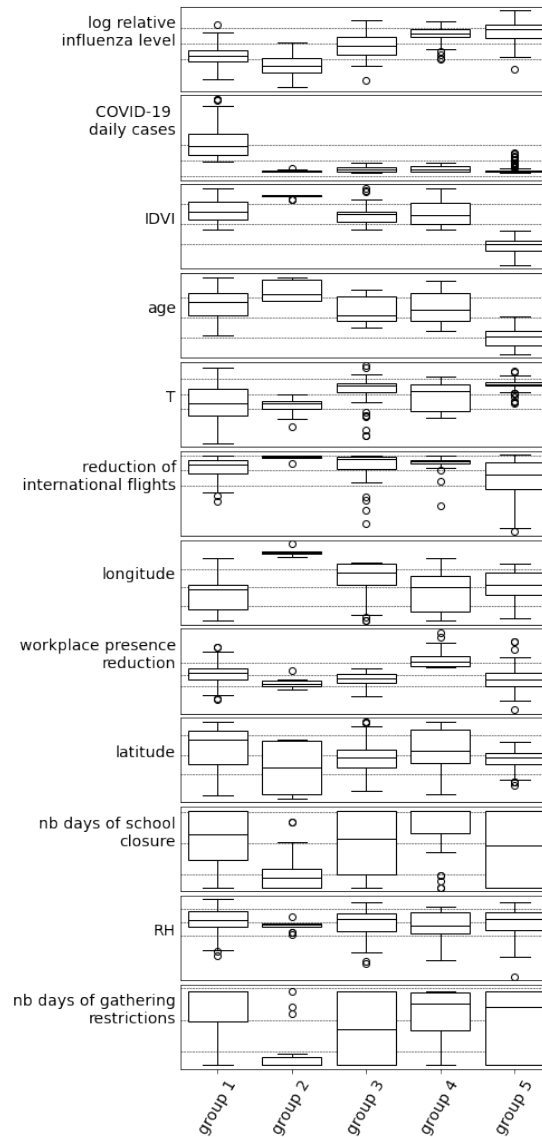 log relative
influenza level
COVID-19
daily cases
IDVI
age
T
reduction of
international flights
longitude
workplace presence
reduction
latitude
nb days of school
closure
RH
nb days of gathering
restrictions
group 1
group 2
group 3
group 4
group 5